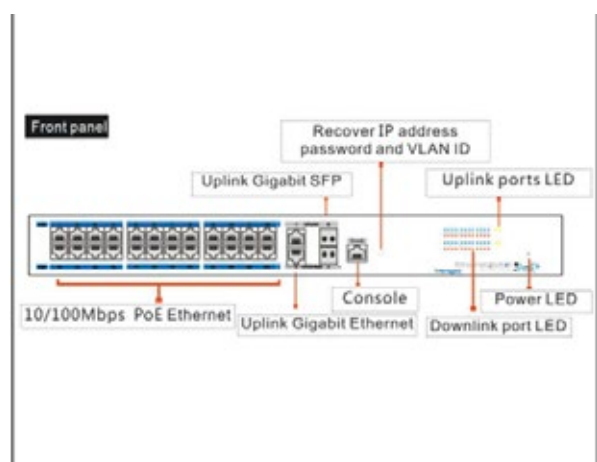 Front panel
Recover IP address
password and VLAN ID
Uplink Gigabit SFP
Uplink ports LED
10/100Mbps PoE Ethernet
Uplink Gigabit Ethernet
Console
Downlink port LED
Power LED